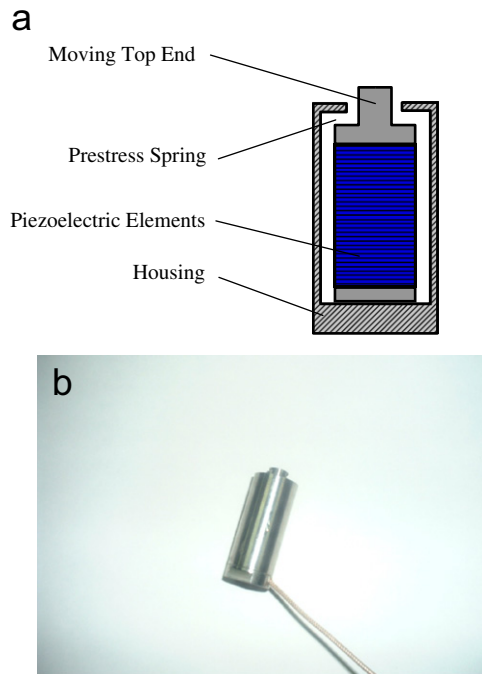 a
Moving Top End
Prestress Spring
Piezoelectric Elements
Housing
b